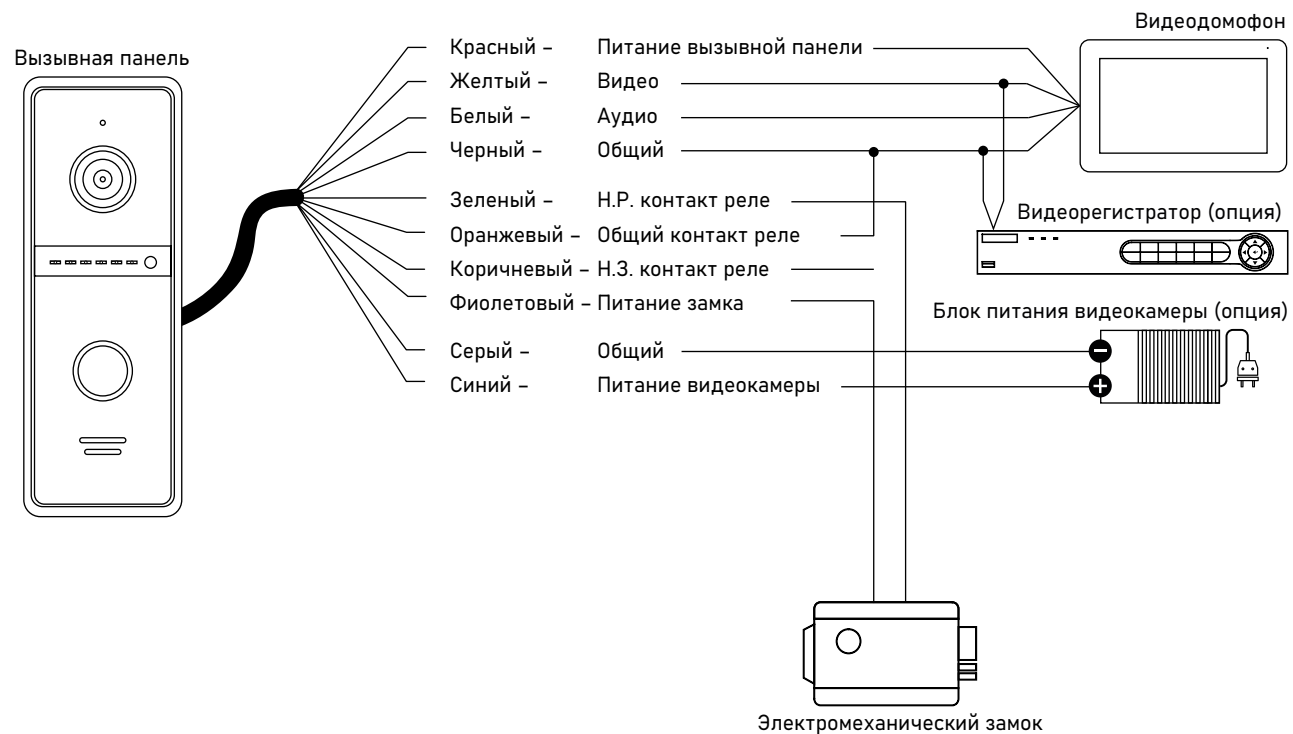 Видеодомофон
Вызывная панель
Красный – Питание вызывной панели
Желтый – Видео
Белый – Аудио
Черный – Общий
Зеленый – Н.Р. контакт реле
Оранжевый – Общий контакт реле
Коричневый – Н.З. контакт реле
Фиолетовый – Питание замка
Серый – Общий
Синий – Питание видеокамеры
Видеорегистратор (опция)
Блок питания видеокамеры (опция)
Электромеханический замок